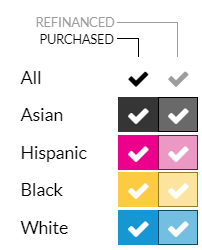 REFINANCED
PURCHASED
All
Asian
Hispanic
Black
White